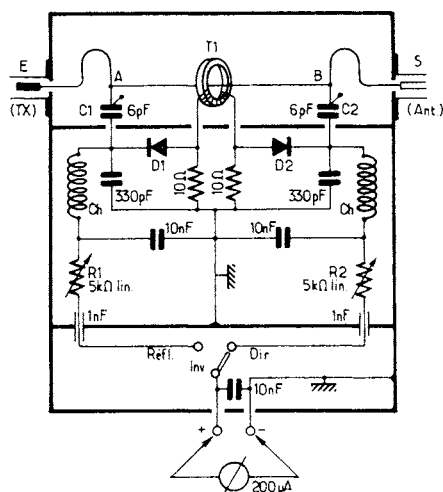 T1
E
S
A
B
(TX)
C1
6pF
6pF
C2
(Ant.)
D1
D2
10Ω
10Ω
330pF
330pF
Ch
Ch
10nF
10nF
R1
5kΩ lin.
R2
5kΩ lin.
1nF
1nF
Réfl.
Dir
Inv
10nF
+
-
200µA